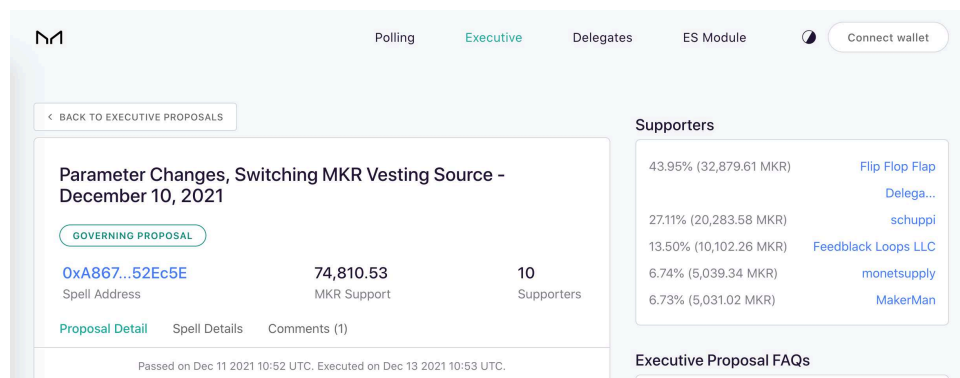 Polling Executive Delegates ES Module Connect wallet
< BACK TO EXECUTIVE PROPOSALS
Parameter Changes, Switching MKR Vesting Source -
December 10, 2021
GOVERNING PROPOSAL
0xA867...52Ec5E 74,810.53 10
Spell Address MKR Support Supporters
Proposal Detail Spell Details Comments (1)
Passed on Dec 11 2021 10:52 UTC. Executed on Dec 13 2021 10:53 UTC.
Supporters
43.95% (32,879.61 MKR) Flip Flop Flap
Delega...
27.11% (20,283.58 MKR) schuppi
13.50% (10,102.26 MKR) Feedblack Loops LLC
6.74% (5,039.34 MKR) monetsupply
6.73% (5,031.02 MKR) MakerMan
Executive Proposal FAQs